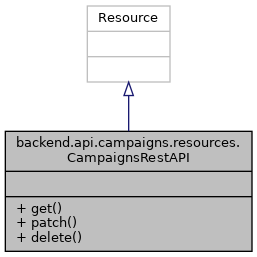 Resource
backend.api.campaigns.resources.
CampaignsRestAPI
+ get()
+ patch()
+ delete()